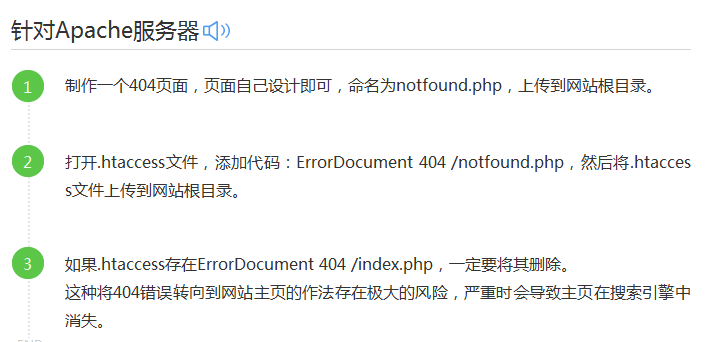 针对Apache服务器
1
制作一个404页面，页面自己设计即可，命名为notfound.php，上传到网站根目录。
2
打开.htaccess文件，添加代码：ErrorDocument 404 /notfound.php，然后将.htacces
s文件上传到网站根目录。
3
如果.htaccess存在ErrorDocument 404 /index.php，一定要将其删除。
这种将404错误转向到网站主页的作法存在极大的风险，严重时会导致主页在搜索引擎中
消失。